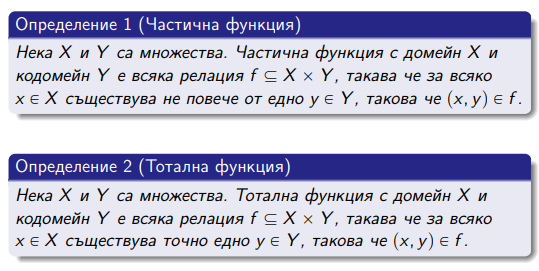 Определение 1 (Частична функция)
Нека X и Y са множества. Частична функция с домейн X и
кодомейн Y е всяка релация f ⊆ X × Y, такава че за всяко
x ∈ X съществува не повече от едно y ∈ Y, такова че (x, y) ∈ f.
Определение 2 (Тотална функция)
Нека X и Y са множества. Тотална функция с домейн X и
кодомейн Y е всяка релация f ⊆ X × Y, такава че за всяко
x ∈ X съществува точно едно y ∈ Y, такова че (x, y) ∈ f.